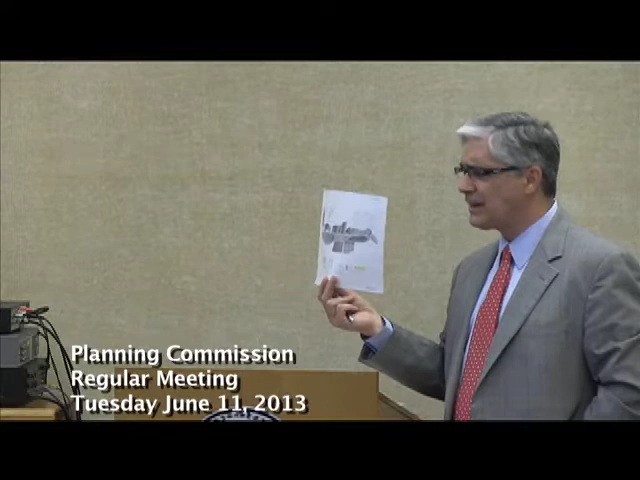 Planning Commission
Regular Meeting
Tuesday June 11, 2013